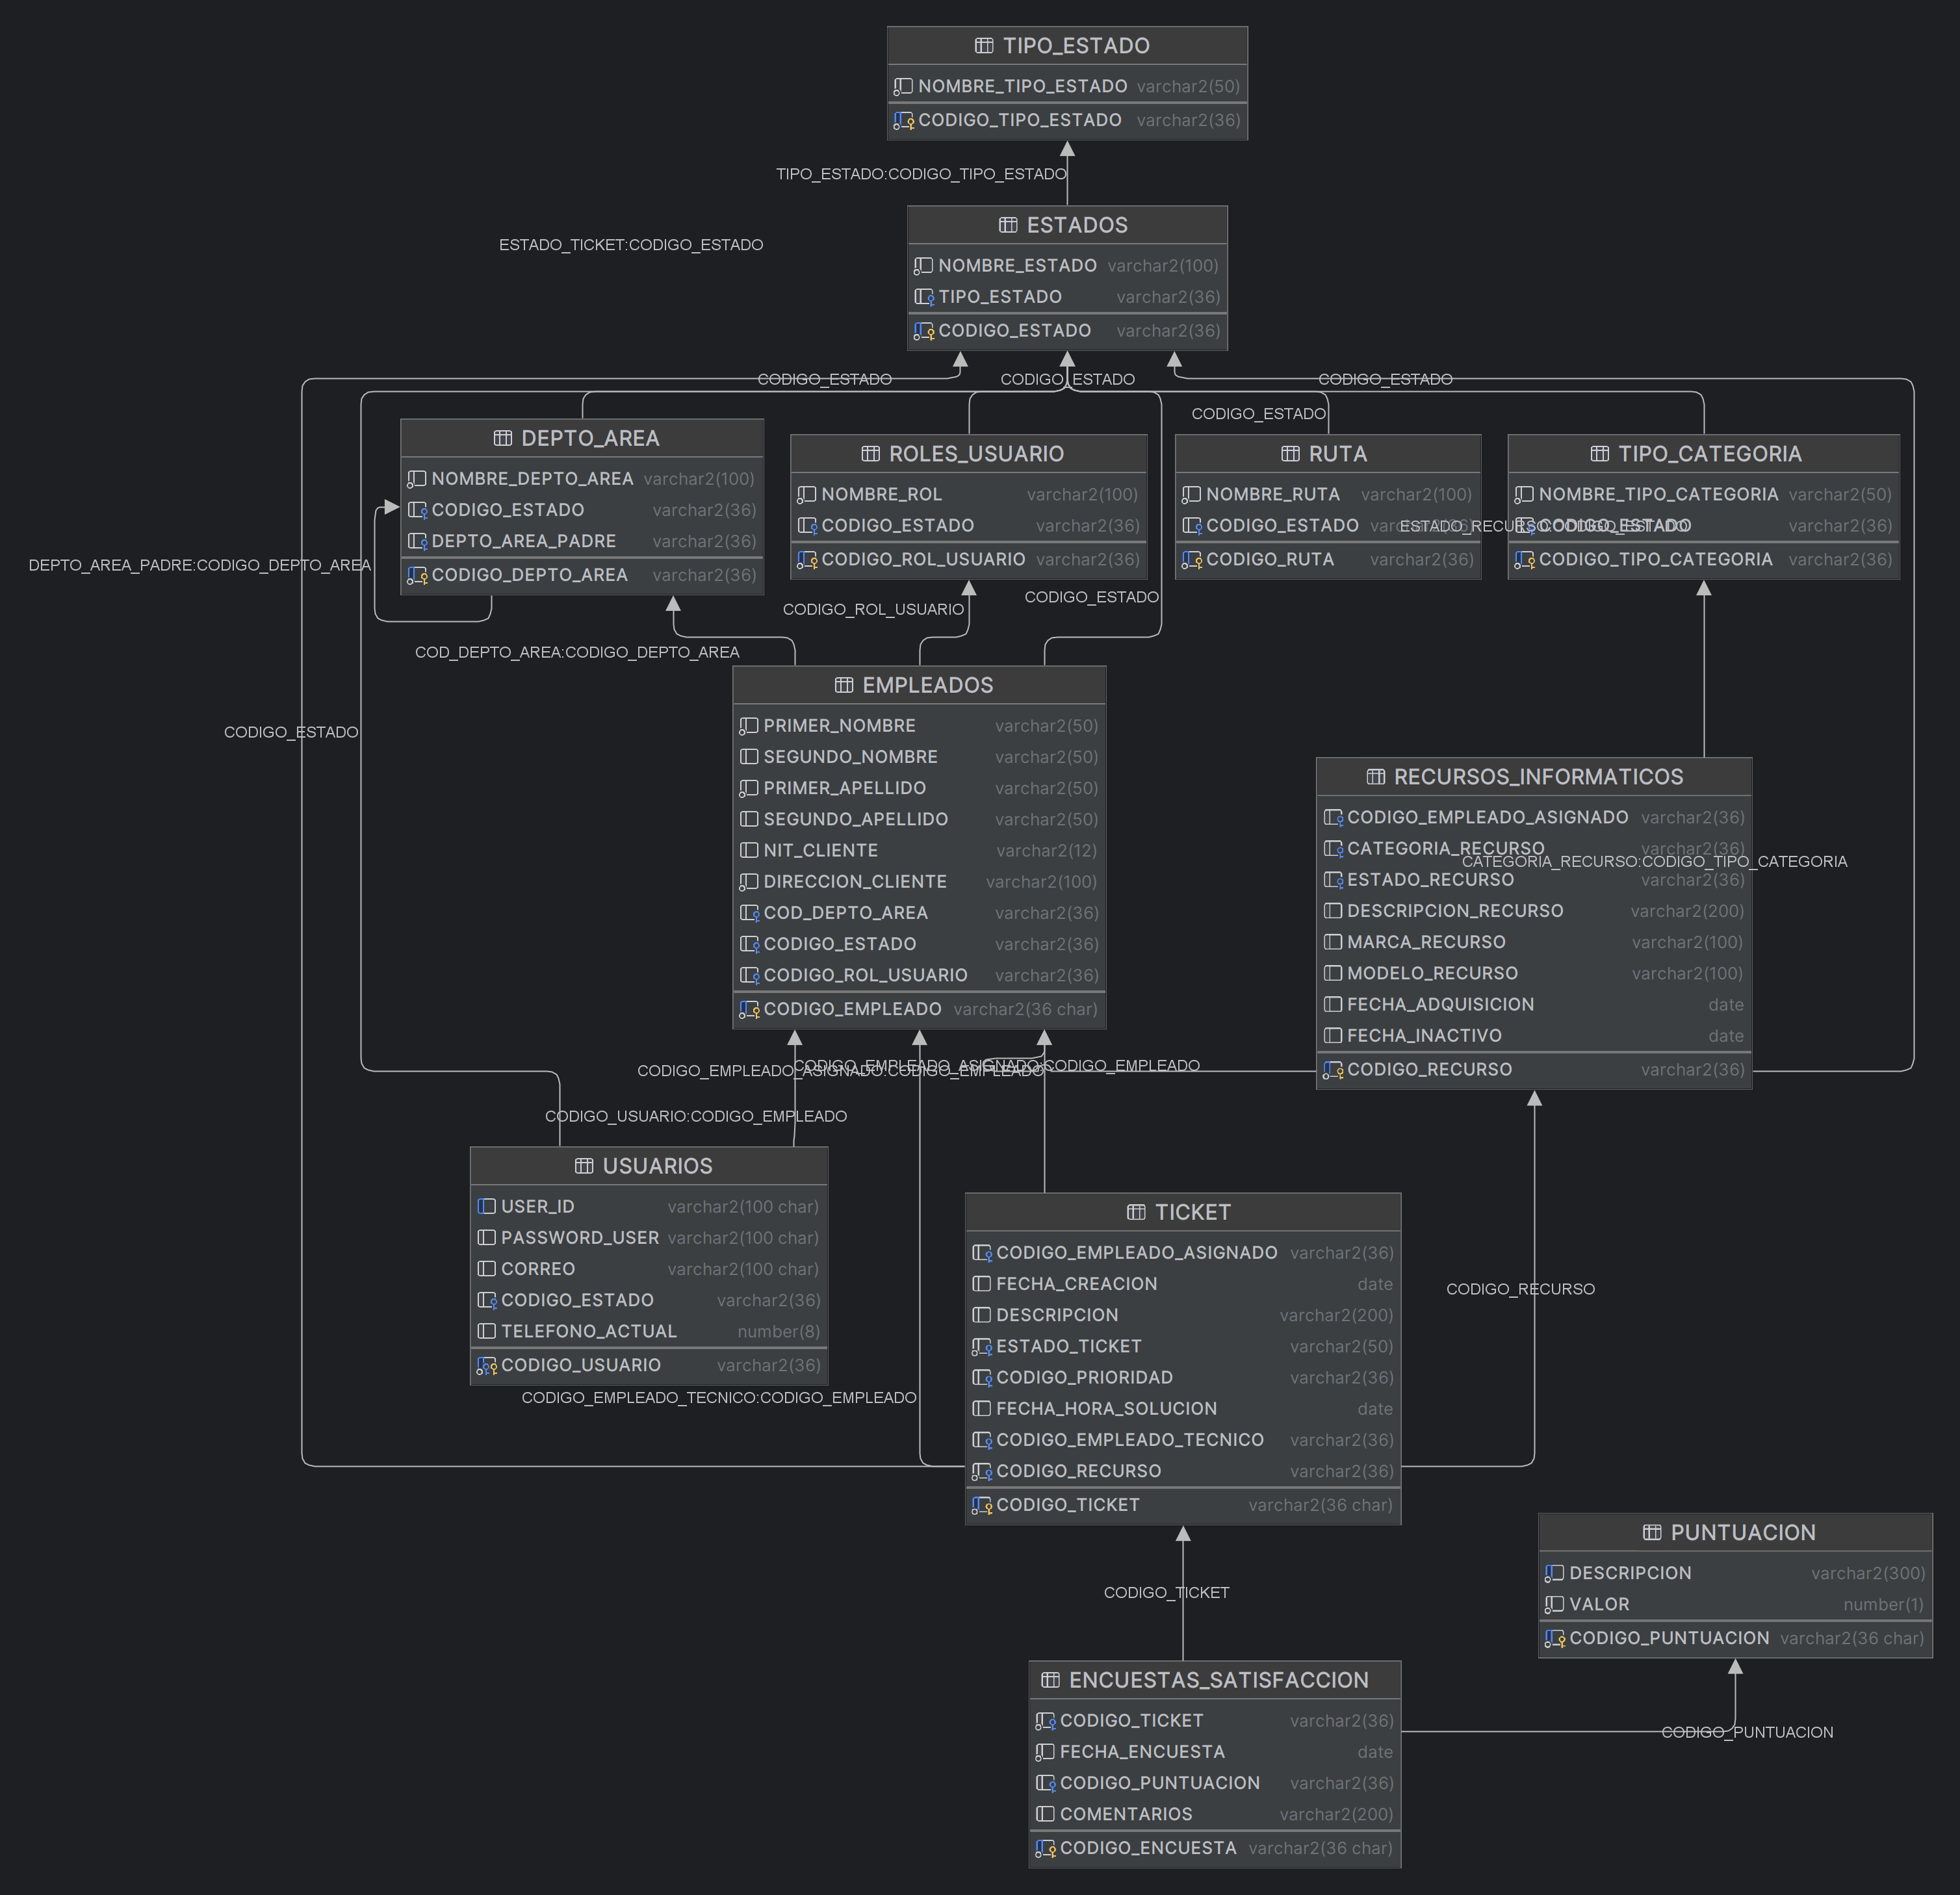 TIPO_ESTADO
NOMBRE_TIPO_ESTADO varchar2(50)
CODIGO_TIPO_ESTADO varchar2(36)
TIPO_ESTADO:CODIGO_TIPO_ESTADO
ESTADOS
ESTADO_TICKET:CODIGO_ESTADO
NOMBRE_ESTADO varchar2(100)
TIPO_ESTADO varchar2(36)
CODIGO_ESTADO varchar2(36)
CODIGO_ESTADO
CODIGO_ESTADO
CODIGO_ESTADO
CODIGO_ESTADO
DEPTO_AREA
NOMBRE_DEPTO_AREA varchar2(100)
CODIGO_ESTADO varchar2(36)
DEPTO_AREA_PADRE varchar2(36)
CODIGO_DEPTO_AREA varchar2(36)
DEPTO_AREA_PADRE:CODIGO_DEPTO_AREA
ROLES_USUARIO
NOMBRE_ROL varchar2(100)
CODIGO_ESTADO varchar2(36)
CODIGO_ROL_USUARIO varchar2(36)
RUTA
NOMBRE_RUTA varchar2(100)
CODIGO_ESTADO varchar2(36)
CODIGO_RUTA varchar2(36)
TIPO_CATEGORIA
NOMBRE_TIPO_CATEGORIA varchar2(50)
ESTADO_RECURSO:CODIGO_ESTADO
CODIGO_ESTADO varchar2(36)
CODIGO_TIPO_CATEGORIA varchar2(36)
CODIGO_ROL_USUARIO
CODIGO_ESTADO
COD_DEPTO_AREA:CODIGO_DEPTO_AREA
CODIGO_ESTADO
EMPLEADOS
PRIMER_NOMBRE varchar2(50)
SEGUNDO_NOMBRE varchar2(50)
PRIMER_APELLIDO varchar2(50)
SEGUNDO_APELLIDO varchar2(50)
NIT_CLIENTE varchar2(12)
DIRECCION_CLIENTE varchar2(100)
COD_DEPTO_AREA varchar2(36)
CODIGO_ESTADO varchar2(36)
CODIGO_ROL_USUARIO varchar2(36)
CODIGO_EMPLEADO varchar2(36 char)
RECURSOS_INFORMATICOS
CODIGO_EMPLEADO_ASIGNADO varchar2(36)
CATEGORIA_RECURSO varchar2(36)
CATEGORIA_RECURSO:CODIGO_TIPO_CATEGORIA
ESTADO_RECURSO varchar2(36)
DESCRIPCION_RECURSO varchar2(200)
MARCA_RECURSO varchar2(100)
MODELO_RECURSO varchar2(100)
FECHA_ADQUISICION date
FECHA_INACTIVO date
CODIGO_RECURSO varchar2(36)
CODIGO_EMPLEADO_ASIGNADO:CODIGO_EMPLEADO
CODIGO_EMPLEADO_ASIGNADO:CODIGO_EMPLEADO
CODIGO_USUARIO:CODIGO_EMPLEADO
USUARIOS
USER_ID varchar2(100 char)
PASSWORD_USER varchar2(100 char)
CORREO varchar2(100 char)
CODIGO_ESTADO varchar2(36)
TELEFONO_ACTUAL number(8)
CODIGO_USUARIO varchar2(36)
CODIGO_EMPLEADO_TECNICO:CODIGO_EMPLEADO
TICKET
CODIGO_EMPLEADO_ASIGNADO varchar2(36)
FECHA_CREACION date
DESCRIPCION varchar2(200)
ESTADO_TICKET varchar2(50)
CODIGO_PRIORIDAD varchar2(36)
FECHA_HORA_SOLUCION date
CODIGO_EMPLEADO_TECNICO varchar2(36)
CODIGO_RECURSO varchar2(36)
CODIGO_TICKET varchar2(36 char)
CODIGO_RECURSO
PUNTUACION
DESCRIPCION varchar2(300)
VALOR number(1)
CODIGO_PUNTUACION varchar2(36 char)
CODIGO_TICKET
ENCUESTAS_SATISFACCION
CODIGO_TICKET varchar2(36)
FECHA_ENCUESTA date
CODIGO_PUNTUACION varchar2(36)
COMENTARIOS varchar2(200)
CODIGO_ENCUESTA varchar2(36 char)
CODIGO_PUNTUACION